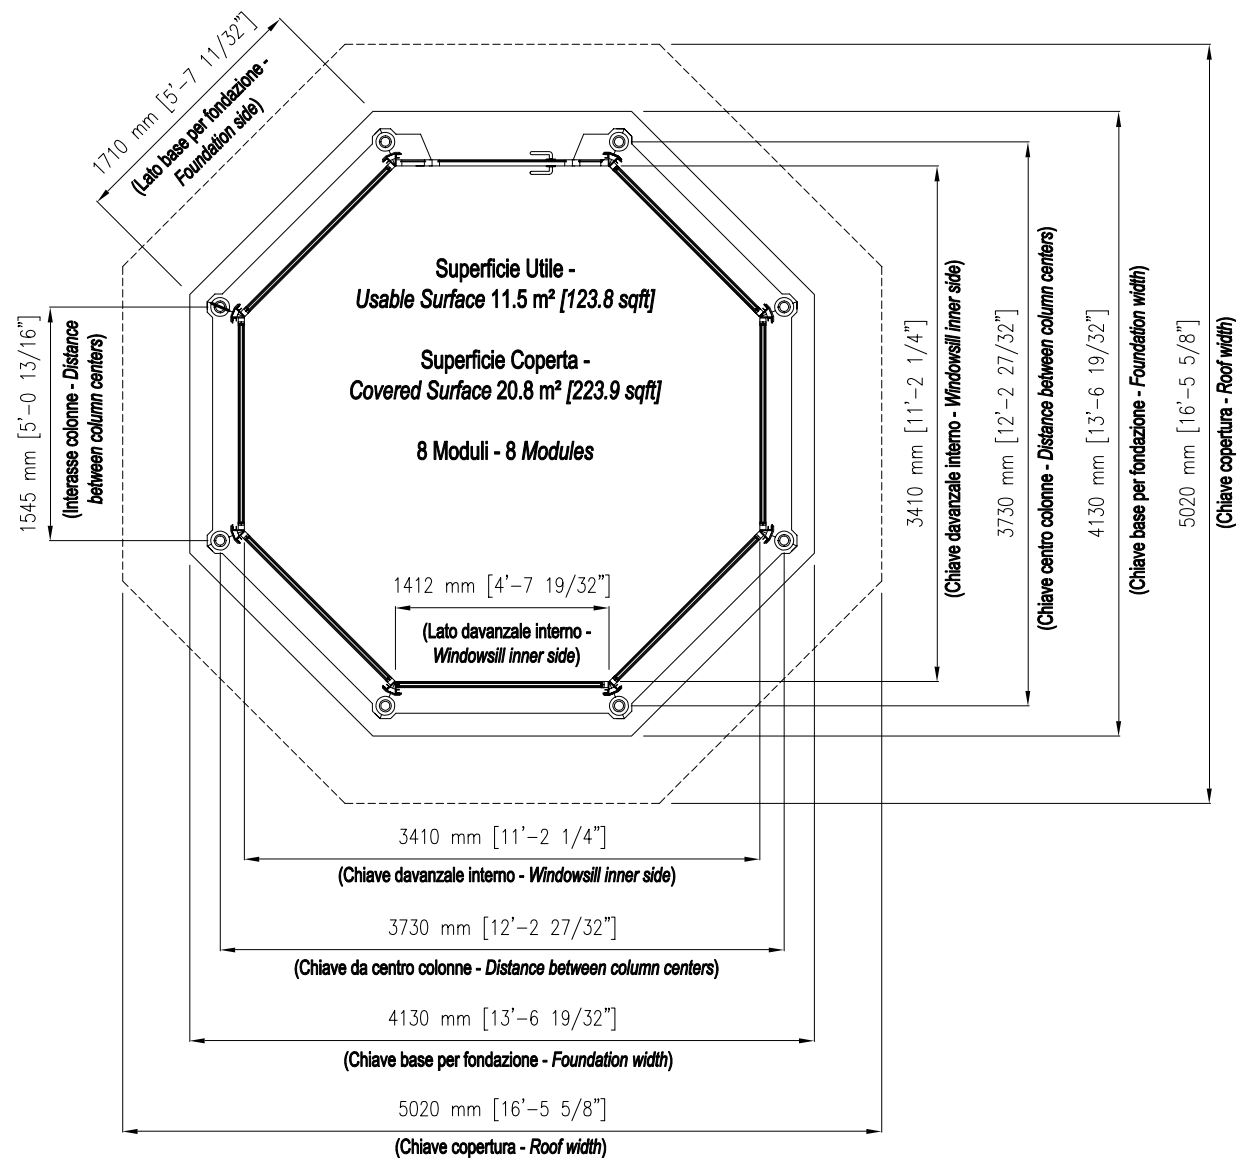 1710 mm [5'-7 11/32"]
(Lato base per fondazione -
Foundation side)
Superficie Utile -
Usable Surface 11.5 m² [123.8 sqft]
Superficie Coperta -
Covered Surface 20.8 m² [223.9 sqft]
8 Moduli - 8 Modules
1545 mm [5'-0 13/16"]
(Interasse colonne - Distance
between column centers)
1412 mm [4'-7 19/32"]
(Lato davanzale interno -
Windowsill inner side)
3410 mm [11'-2 1/4"]
(Chiave davanzale interno - Windowsill inner side)
3730 mm [12'-2 27/32"]
(Chiave centro colonne - Distance between column centers)
4130 mm [13'-6 19/32"]
(Chiave base per fondazione - Foundation width)
5020 mm [16'-5 5/8"]
(Chiave copertura - Roof width)
3410 mm [11'-2 1/4"]
(Chiave davanzale interno - Windowsill inner side)
3730 mm [12'-2 27/32"]
(Chiave da centro colonne - Distance between column centers)
4130 mm [13'-6 19/32"]
(Chiave base per fondazione - Foundation width)
5020 mm [16'-5 5/8"]
(Chiave copertura - Roof width)